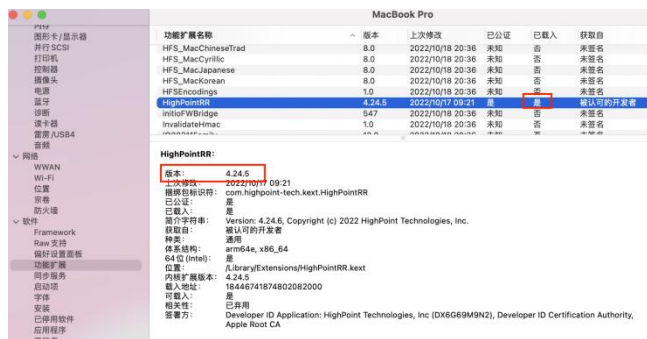 MacBook Pro
内存
图形卡/显示器
并行 SCSI
打印机
控制器
摄像头
电源
蓝牙
诊断
读卡器
雷雳/USB4
音频
网络
WWAN
Wi-Fi
位置
宗卷
防火墙
软件
Framework
Raw 支持
偏好设置面板
功能扩展
同步服务
启动项
字体
安装
已停用软件
应用程序
功能扩展名称 版本 上次修改 已公证 已载入 获取自
HFS_MacChineseTrad 8.0 2022/10/18 20:36 未知 否 未签名
HFS_MacCyrillic 8.0 2022/10/18 20:36 未知 否 未签名
HFS_MacJapanese 8.0 2022/10/18 20:36 未知 否 未签名
HFS_MacKorean 8.0 2022/10/18 20:36 未知 否 未签名
HFSEncodings 1.0 2022/10/18 20:36 未知 否 未签名
HighPointRR 4.24.5 2022/10/17 09:21 是 是 被认可的开发者
initioFWBridge 547 2022/10/18 20:36 未知 否 未签名
InvalidateHmac 1.0 2022/10/18 20:36 未知 否 未签名
HighPointRR:
版本: 4.24.5
上次修改: 2022/10/17 09:21
捆绑包标识符: com.highpoint-tech.kext.HighPointRR
已公证: 是
已载入: 是
简介字符串: Version: 4.24.6, Copyright (c) 2022 HighPoint Technologies, Inc.
获取自: 被认可的开发者
种类: 通用
体系结构: arm64e, x86_64
64位 (Intel): 是
位置: /Library/Extensions/HighPointRR.kext
内核扩展版本: 4.24.5
载入地址: 18446741874802082000
可载入: 是
相关性: 已弃用
签署方: Developer ID Application: HighPoint Technologies, Inc (DX6G69M9N2), Developer ID Certification Authority,
Apple Root CA